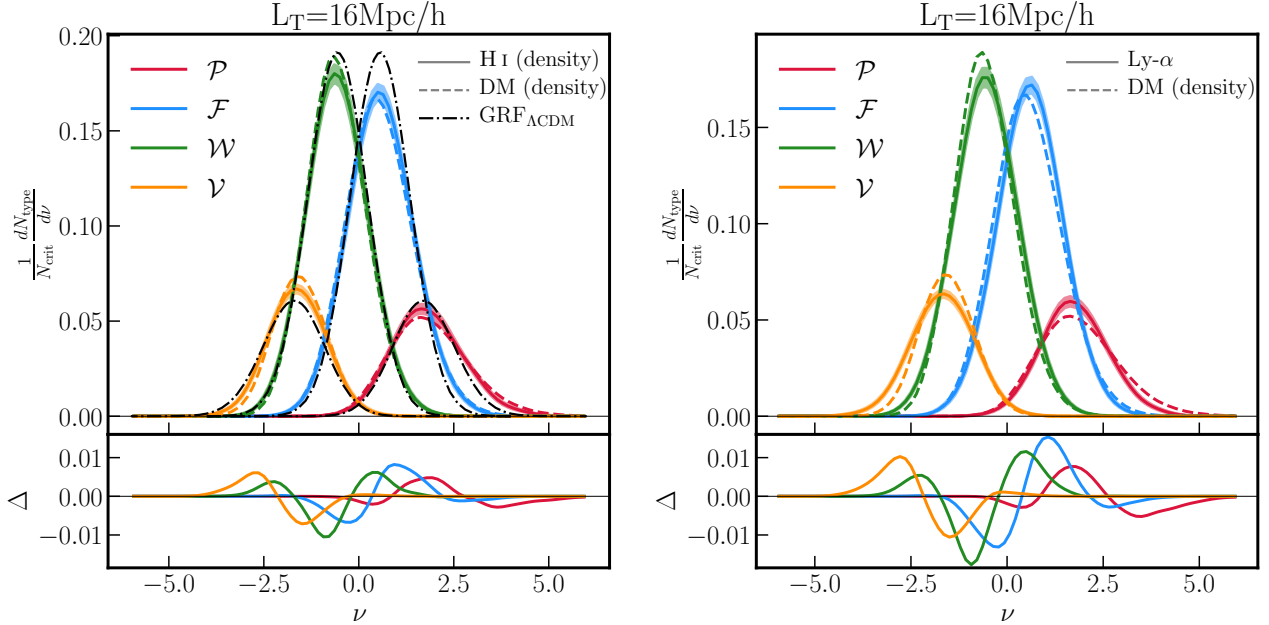 L_T=16Mpc/h
0.20
0.15
0.10
0.05
0.00
1/N_crit dN_type/dν
𝒫
ℱ
𝒲
𝒱
H I (density)
DM (density)
GRF_ΛCDM
0.01
0.00
−0.01
Δ
−5.0 −2.5 0.0 2.5 5.0
ν
L_T=16Mpc/h
0.15
0.10
0.05
0.00
1/N_crit dN_type/dν
𝒫
ℱ
𝒲
𝒱
Ly-α
DM (density)
0.01
0.00
−0.01
Δ
−5.0 −2.5 0.0 2.5 5.0
ν